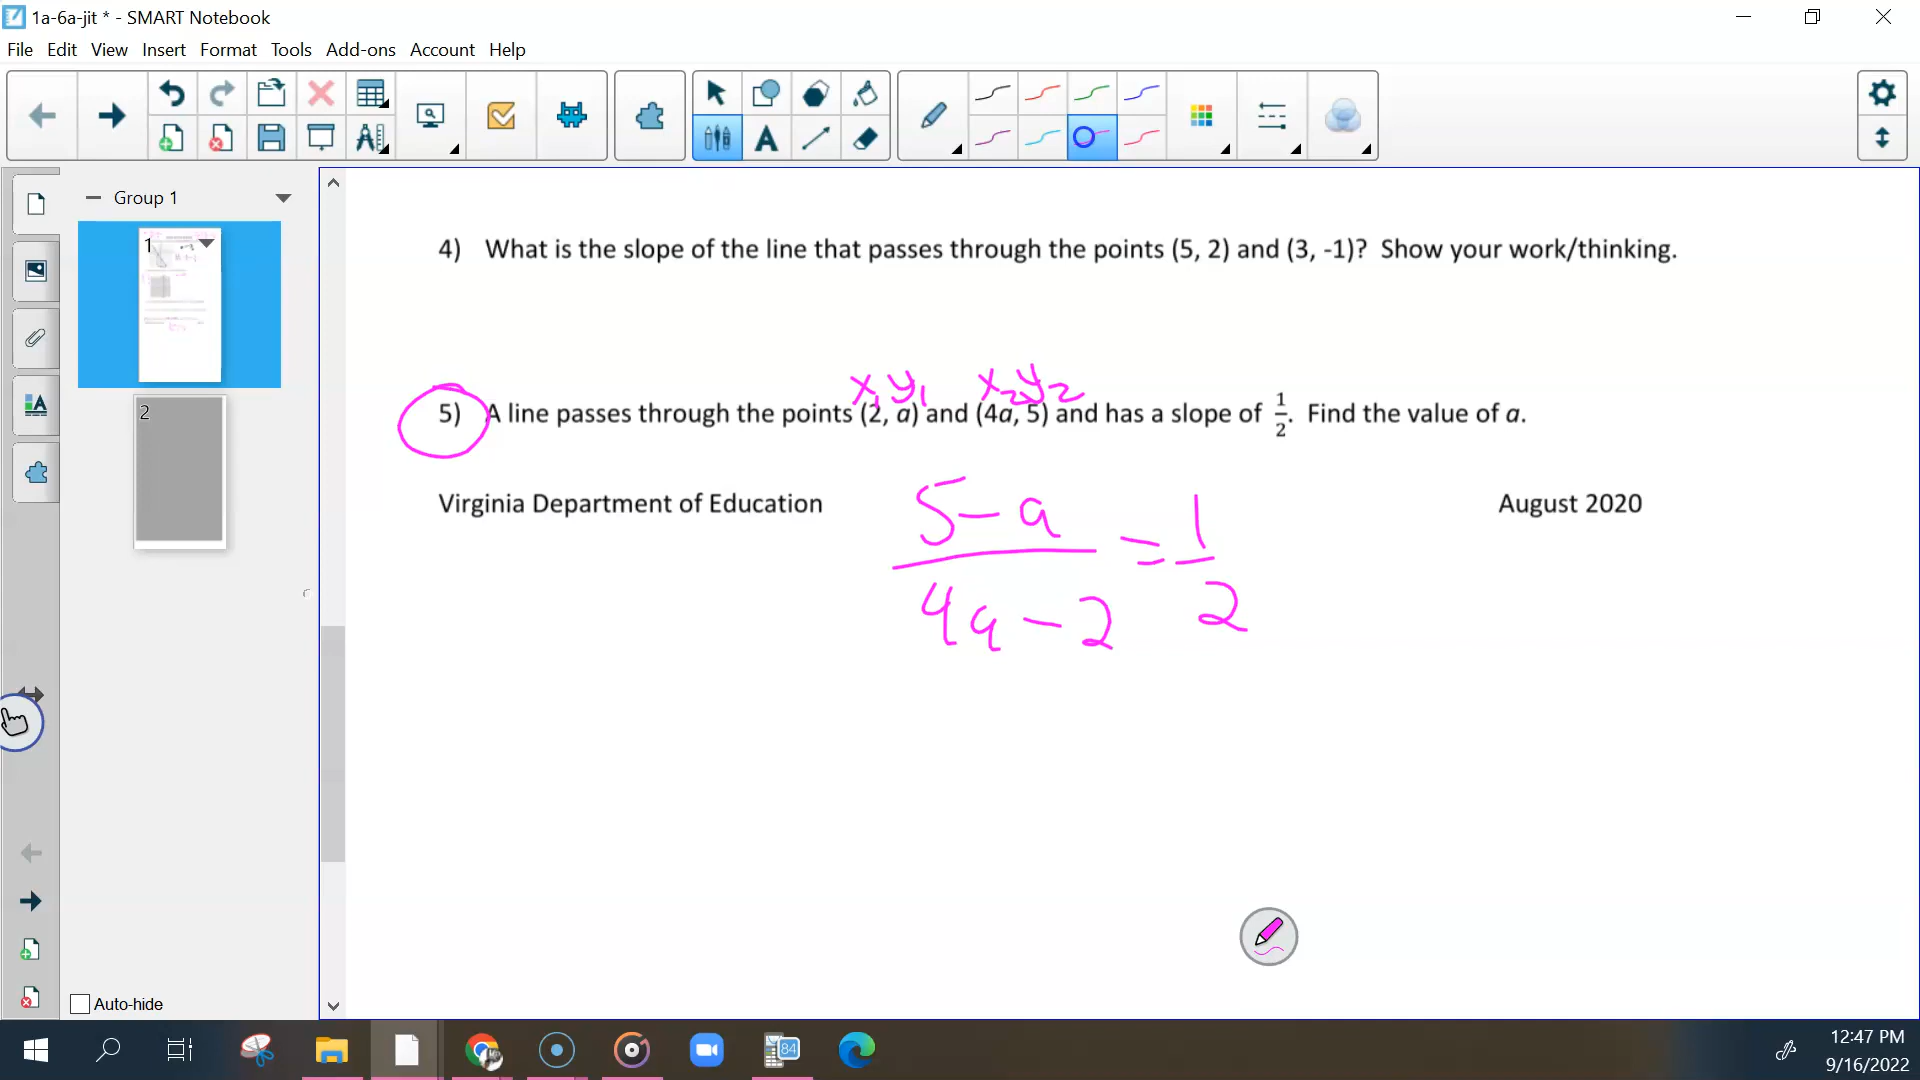 1a-6a-jit * - SMART Notebook
File Edit View Insert Format Tools Add-ons Account Help
Group 1
1
2
4) What is the slope of the line that passes through the points (5, 2) and (3, -1)? Show your work/thinking.
x₁ y₁ x₂ y₂
5) A line passes through the points (2, a) and (4a, 5) and has a slope of 1/2. Find the value of a.
Virginia Department of Education
August 2020
5 - a
4a - 2
= 1/2
Auto-hide
84
12:47 PM
9/16/2022